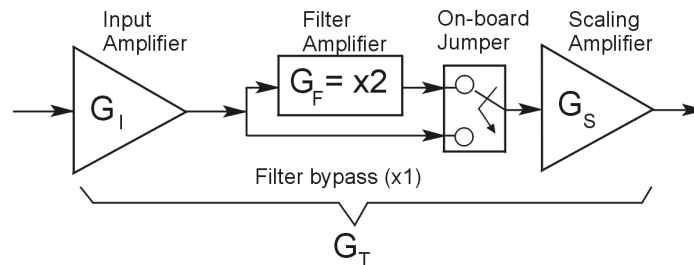 Input
Amplifier
Filter
Amplifier
On-board
Jumper
Scaling
Amplifier
G_I
G_F = x2
G_S
Filter bypass (x1)
G_T